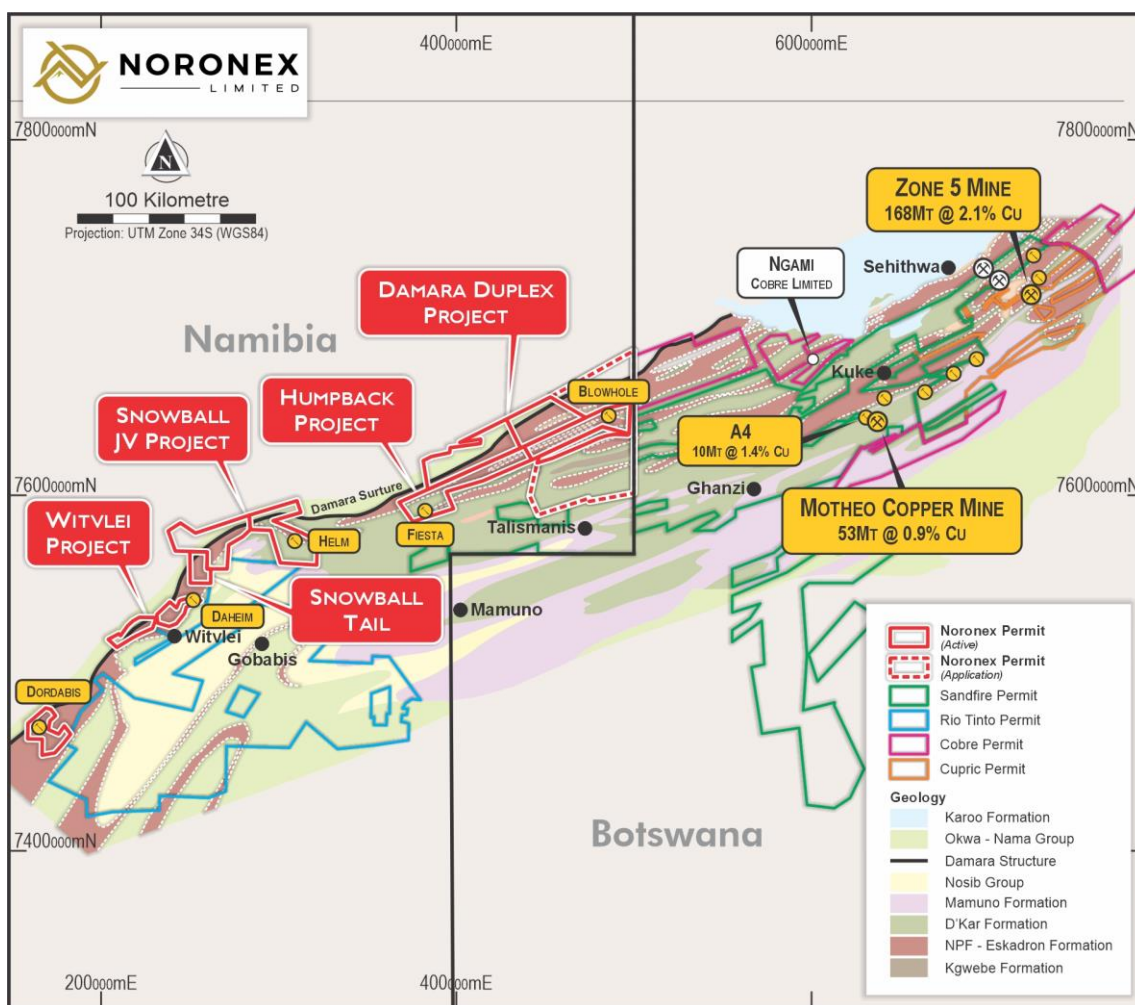 NORONEX
LIMITED
400000mE
600000mE
7800000mN
7800000mN
N
100 Kilometre
Projection: UTM Zone 34S (WGS84)
ZONE 5 MINE
168MT @ 2.1% CU
NGAMI
COBRE LIMITED
Sehithwa
DAMARA DUPLEX
PROJECT
Namibia
HUMPBACK
PROJECT
SNOWBALL
JV PROJECT
BLOWHOLE
Kuke
A4
10MT @ 1.4% CU
Damara Surture
7600000mN
Ghanzi
7600000mN
WITVLEI
PROJECT
HELM
FIESTA
Talismanis
MOTHEO COPPER MINE
53MT @ 0.9% CU
SNOWBALL
TAIL
DAHEIM
Mamuno
Witvlei
Gobabis
DORDABIS
Noronex Permit
(Active)
Noronex Permit
(Application)
Sandfire Permit
Rio Tinto Permit
Cobre Permit
Cupric Permit
Geology
Karoo Formation
Okwa - Nama Group
Damara Structure
Nosib Group
Mamuno Formation
D'Kar Formation
NPF - Eskadron Formation
Kgwebe Formation
Botswana
7400000mN
200000mE
400000mE